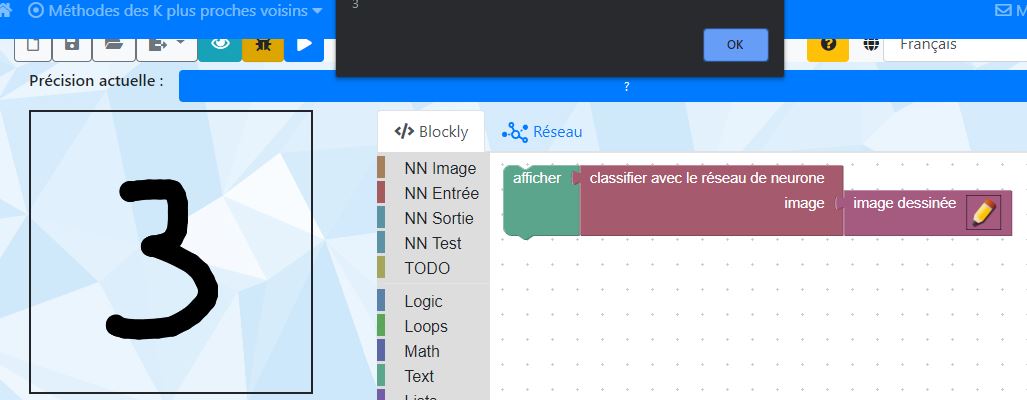 Méthodes des K plus proches voisins
3
OK
M
Français
Précision actuelle :
?
Blockly
Réseau
NN Image
NN Entrée
NN Sortie
NN Test
TODO
Logic
Loops
Math
Text
afficher
classifier avec le réseau de neurone
image
image dessinée
3